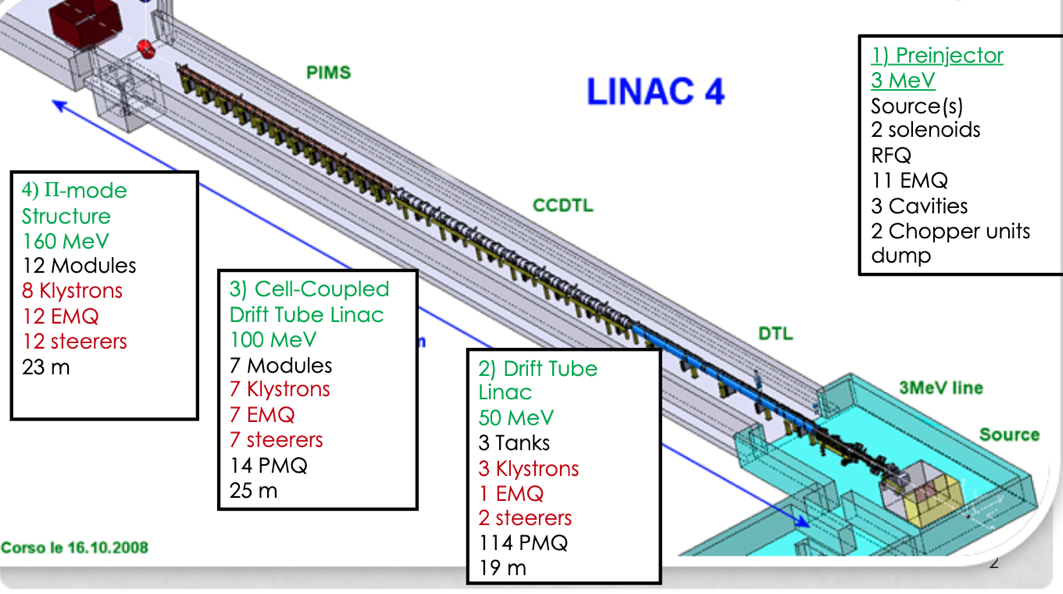 PIMS
LINAC 4
1) Preinjector
3 MeV
Source(s)
2 solenoids
RFQ
11 EMQ
3 Cavities
2 Chopper units
dump
4) Π-mode
Structure
160 MeV
12 Modules
8 Klystrons
12 EMQ
12 steerers
23 m
CCDTL
3) Cell-Coupled
Drift Tube Linac
100 MeV
7 Modules
7 Klystrons
7 EMQ
7 steerers
14 PMQ
25 m
m
DTL
2) Drift Tube
Linac
50 MeV
3 Tanks
3 Klystrons
1 EMQ
2 steerers
114 PMQ
19 m
3MeV line
Source
Corso le 16.10.2008
2